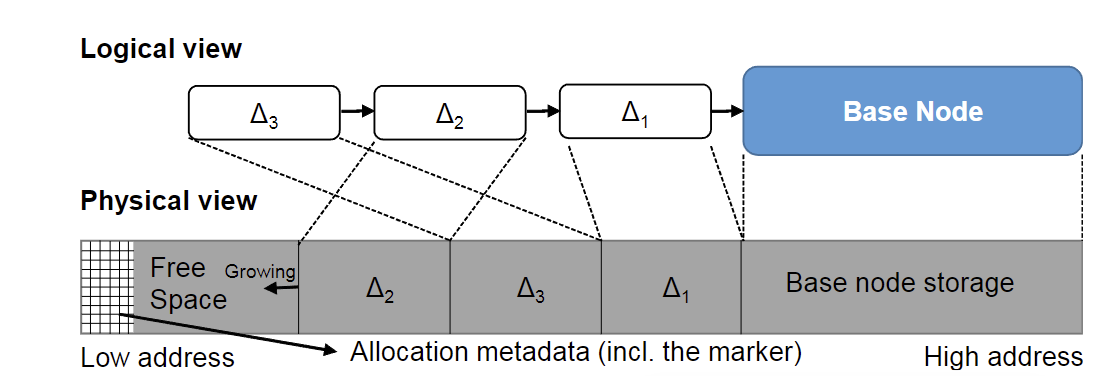 Logical view
Δ3 Δ2 Δ1 Base Node
Physical view
Free
Space
Growing
Δ2 Δ3 Δ1 Base node storage
Low address
Allocation metadata (incl. the marker)
High address